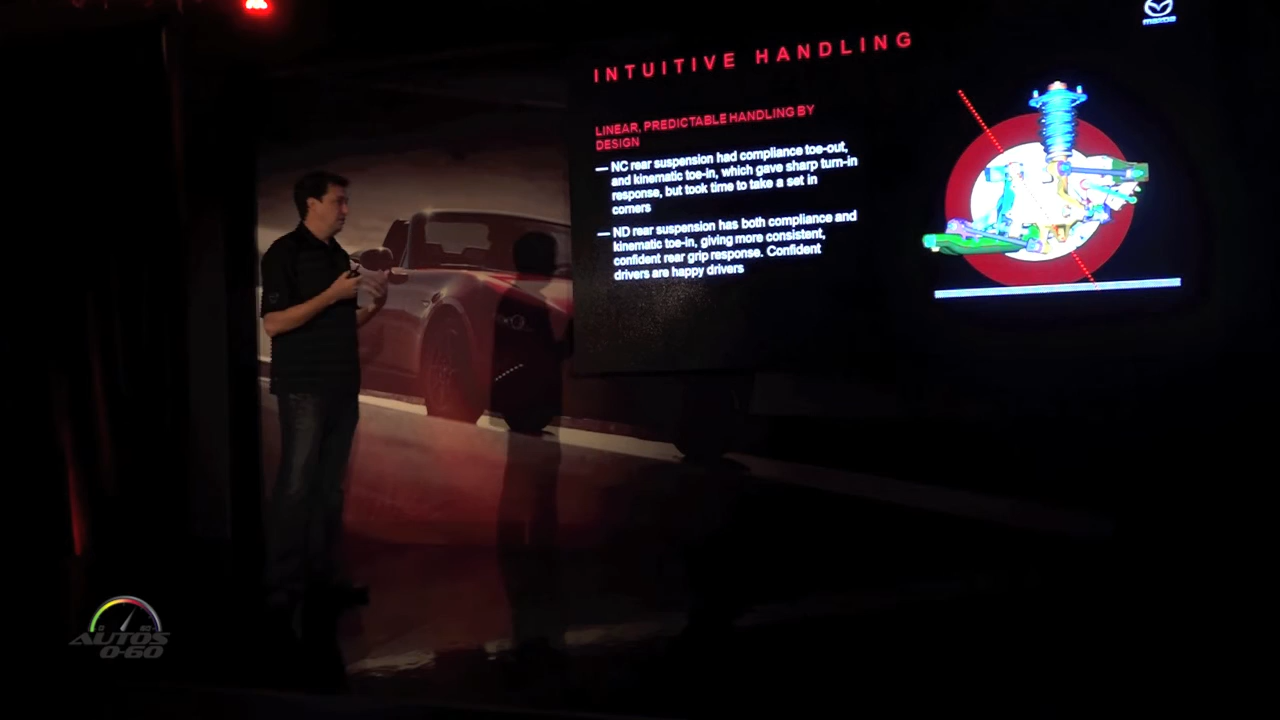 mazda
INTUITIVE HANDLING
LINEAR, PREDICTABLE HANDLING BY
DESIGN
— NC rear suspension had compliance toe-out,
and kinematic toe-in, which gave sharp turn-in
response, but took time to take a set in
corners
— ND rear suspension has both compliance and
kinematic toe-in, giving more consistent,
confident rear grip response. Confident
drivers are happy drivers
AUTOS
0-60